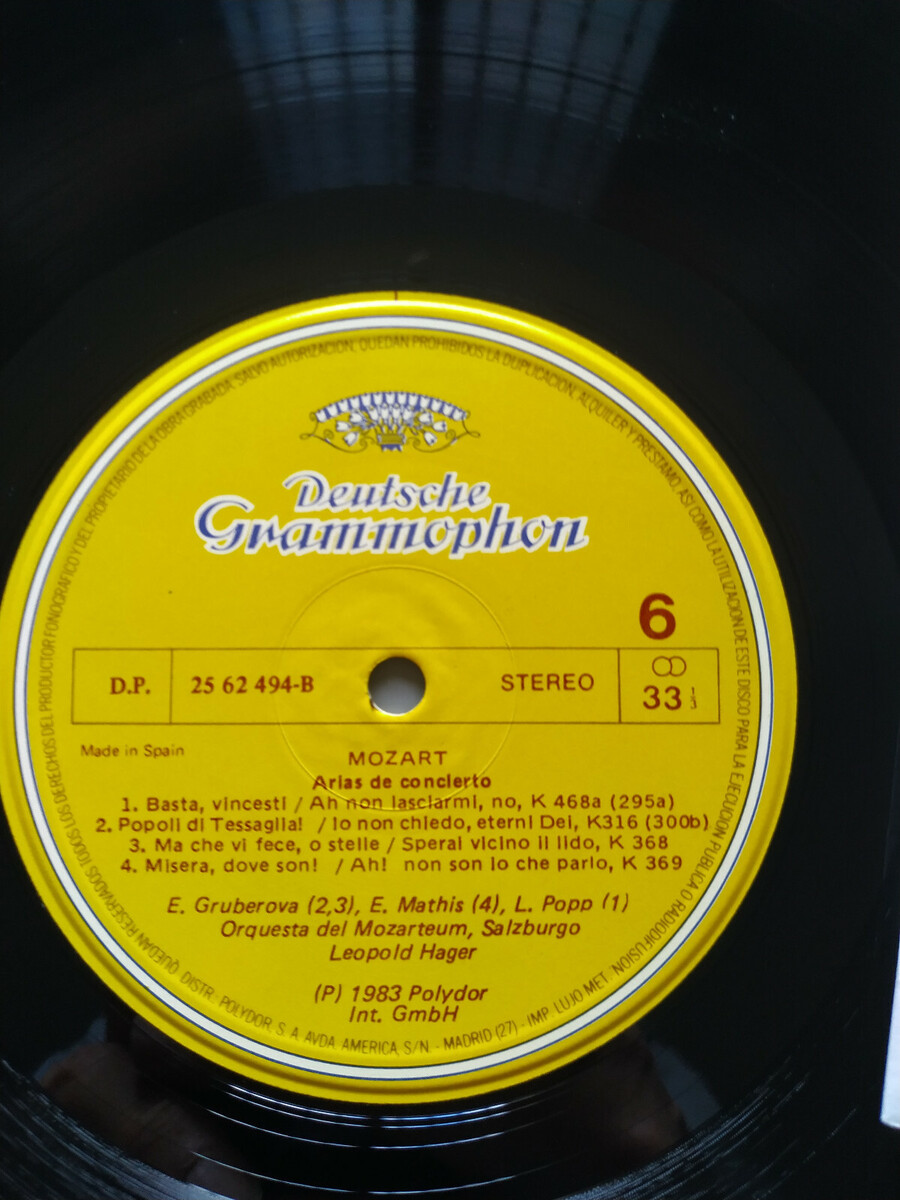 QUEDAN RESERVADOS TODOS LOS DERECHOS DEL PRODUCTOR FONOGRAFICO Y DEL PROPIETARIO DE LA OBRA GRABADA. SALVO AUTORIZACION, QUEDAN PROHIBIDOS LA DUPLICACION, ALQUILER Y PRESTAMO, ASI COMO LA UTILIZACION DE ESTE DISCO PARA LA EJECUCION PUBLICA O RADIODIFUSION.
Deutsche
Grammophon
6
D.P.
25 62 494-B
STEREO
33 1/3
Made in Spain
MOZART
Arias de concierto
1. Basta, vincesti / Ah non lasciarmi, no, K 468a (295a)
2. Popoli di Tessaglia! / Io non chiedo, eterni Dei, K316 (300b)
3. Ma che vi fece, o stelle / Sperai vicino il lido, K 368
4. Misera, dove son! / Ah! non son io che parlo, K 369
E. Gruberova (2,3), E. Mathis (4), L. Popp (1)
Orquesta del Mozarteum, Salzburgo
Leopold Hager
(P) 1983 Polydor
Int. GmbH
DISTR. POLYDOR, S. A. AVDA. AMERICA, S/N. - MADRID (27) - IMP. LUJO MET.